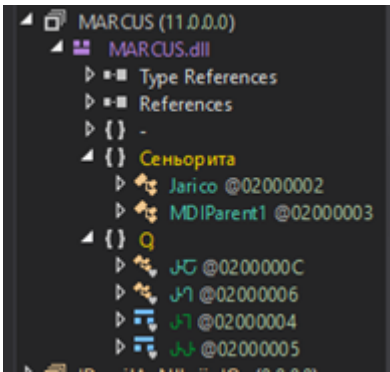 MARCUS (11.0.0.0)
MARCUS.dll
Type References
References
{ } -
{ } Сеньорита
Jarico @02000002
MDIParent1 @02000003
{ } Q
@0200000C
@02000006
@02000004
@02000005